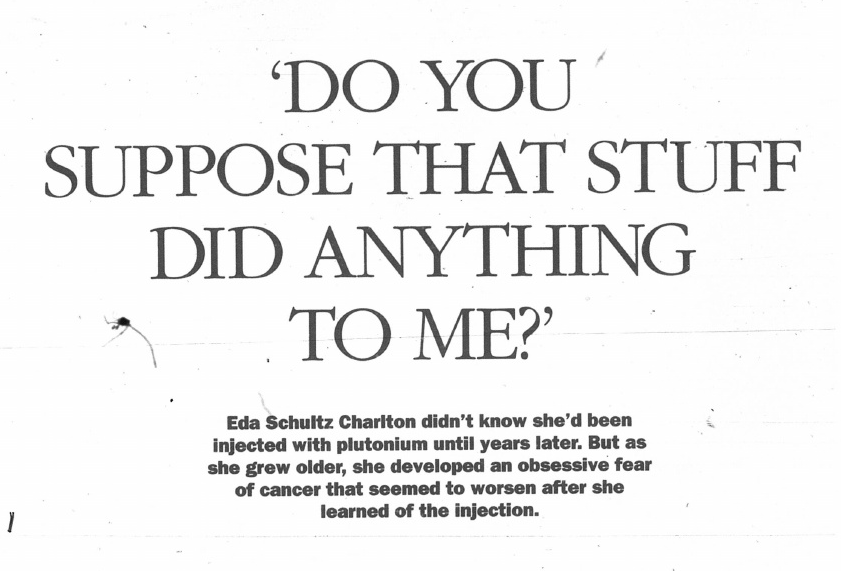 ‘DO YOU
SUPPOSE THAT STUFF
DID ANYTHING
TO ME?’
Eda Schultz Charlton didn’t know she’d been
injected with plutonium until years later. But as
she grew older, she developed an obsessive fear
of cancer that seemed to worsen after she
learned of the injection.